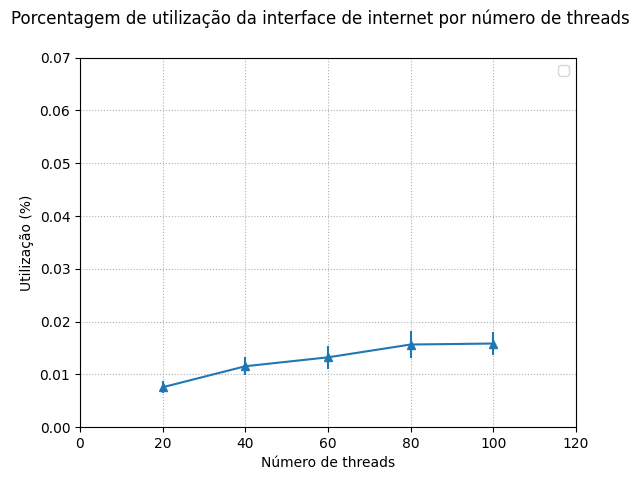 Porcentagem de utilização da interface de internet por número de threads
0.07
0.06
0.05
0.04
0.03
0.02
0.01
0.00
Utilização (%)
0 20 40 60 80 100 120
Número de threads